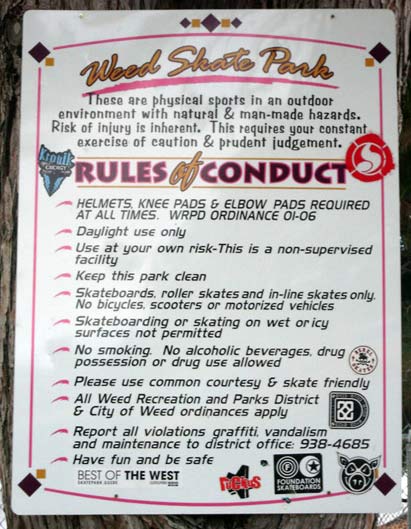 Weed Skate Park
These are physical sports in an outdoor
environment with natural & man-made hazards.
Risk of injury is inherent. This requires your constant
exercise of caution & prudent judgement.
Kronik
ENERGY
RULES of CONDUCT
HELMETS, KNEE PADS & ELBOW PADS REQUIRED
AT ALL TIMES. WRPD ORDINANCE 01-06
Daylight use only
Use at your own risk-This is a non-supervised
facility
Keep this park clean
Skateboards, roller skates and in-line skates only.
No bicycles, scooters or motorized vehicles
Skateboarding or skating on wet or icy
surfaces not permitted
No smoking. No alcoholic beverages, drug
possession or drug use allowed
Please use common courtesy & skate friendly
All Weed Recreation and Parks District
& City of Weed ordinances apply
Report all violations graffiti, vandalism
and maintenance to district office: 938-4685
Have fun and be safe
BEST OF THE WEST
SKATEPARK GUIDE
RUCKUS
FOUNDATION
SKATEBOARDS